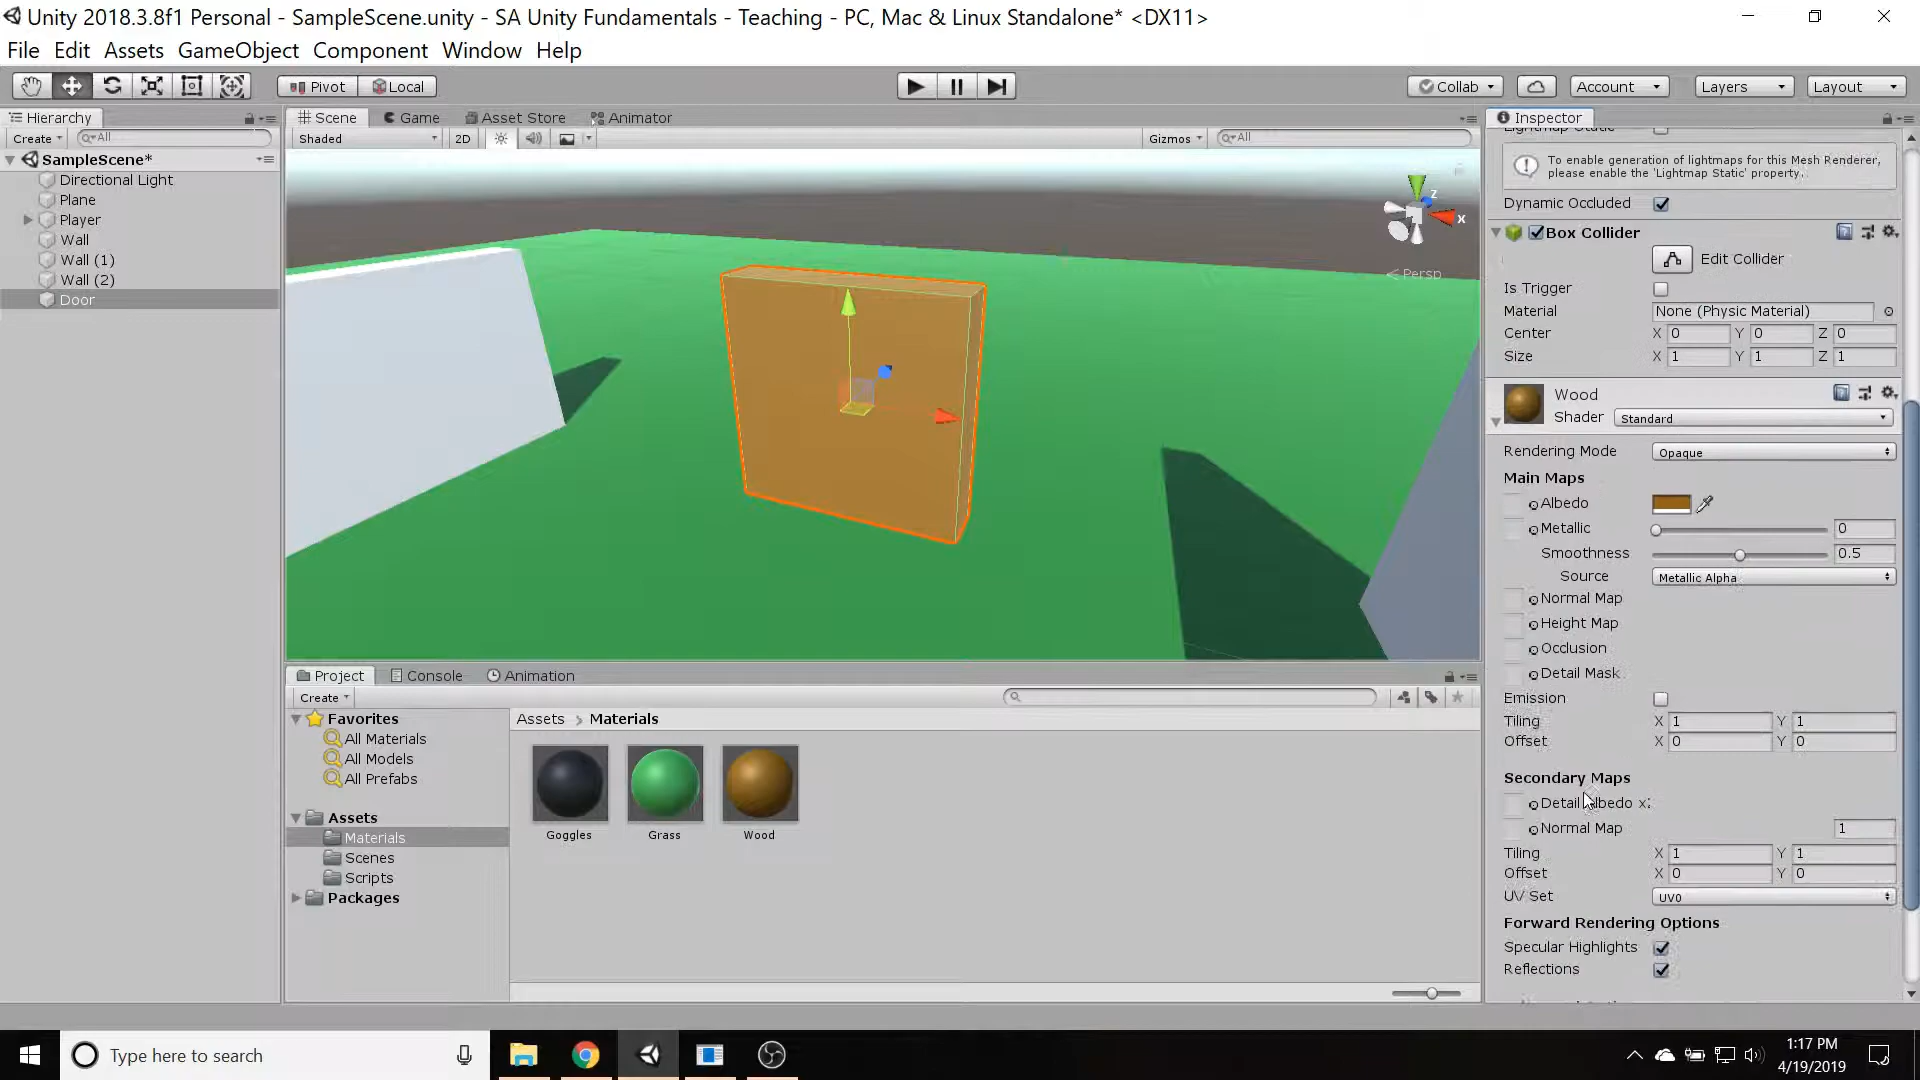 Unity 2018.3.8f1 Personal - SampleScene.unity - SA Unity Fundamentals - Teaching - PC, Mac & Linux Standalone* <DX11>
File Edit Assets GameObject Component Window Help
Pivot Local Collab Account Layers Layout
Hierarchy
Create All
SampleScene*
Directional Light
Plane
Player
Wall
Wall (1)
Wall (2)
Door
Scene Game Asset Store Animator
Shaded 2D Gizmos All
z
x
< Persp
Project Console Animation
Create
Favorites
All Materials
All Models
All Prefabs
Assets
Materials
Scenes
Scripts
Packages
Assets > Materials
Goggles Grass Wood
Inspector
Lightmap Static
To enable generation of lightmaps for this Mesh Renderer,
please enable the 'Lightmap Static' property.
Dynamic Occluded
Box Collider
Edit Collider
Is Trigger
Material None (Physic Material)
Center X 0 Y 0 Z 0
Size X 1 Y 1 Z 1
Wood
Shader Standard
Rendering Mode Opaque
Main Maps
Albedo
Metallic 0
Smoothness 0.5
Source Metallic Alpha
Normal Map
Height Map
Occlusion
Detail Mask
Emission
Tiling X 1 Y 1
Offset X 0 Y 0
Secondary Maps
Detail Albedo x2
Normal Map 1
Tiling X 1 Y 1
Offset X 0 Y 0
UV Set UV0
Forward Rendering Options
Specular Highlights
Reflections
Type here to search
1:17 PM
4/19/2019